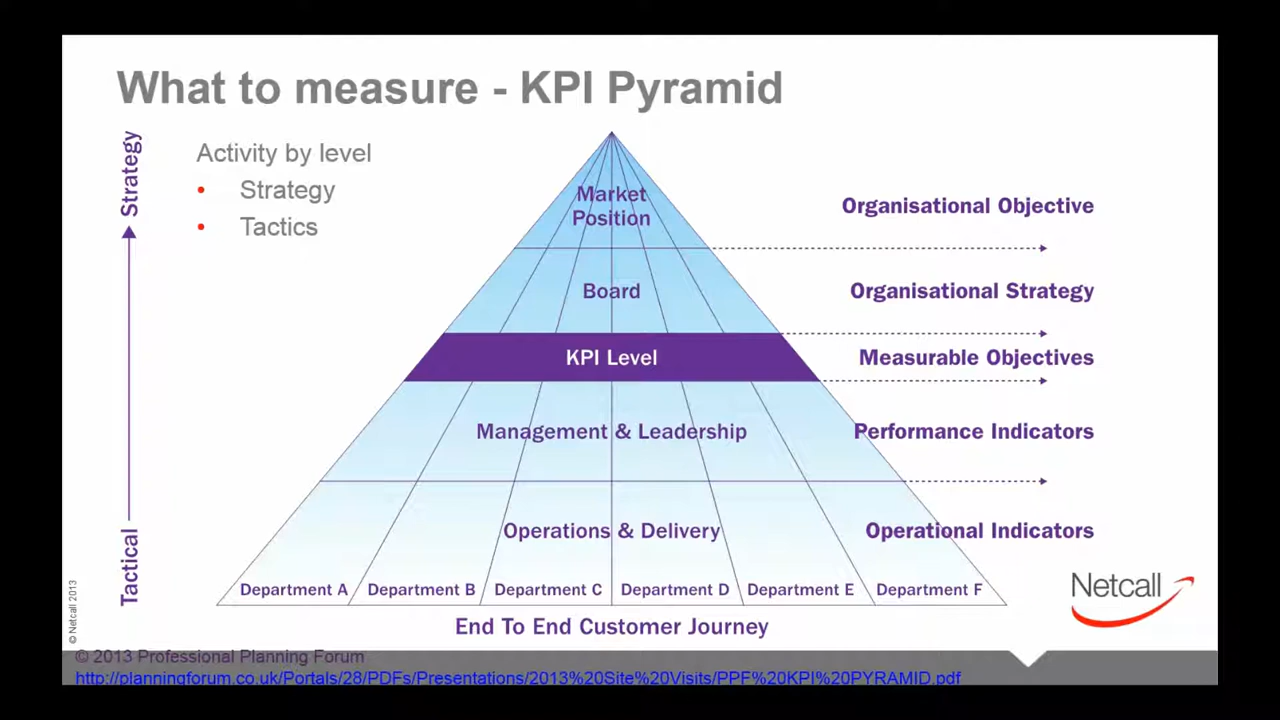 What to measure - KPI Pyramid
Strategy
Activity by level
• Strategy
• Tactics
Market
Position
Organisational Objective
Board
Organisational Strategy
KPI Level
Measurable Objectives
Management & Leadership
Performance Indicators
Operations & Delivery
Operational Indicators
Tactical
Department A
Department B
Department C
Department D
Department E
Department F
End To End Customer Journey
Netcall
© Netcall 2013
© 2013 Professional Planning Forum
http://planningforum.co.uk/Portals/28/PDFs/Presentations/2013%20Site%20Visits/PPF%20KPI%20PYRAMID.pdf